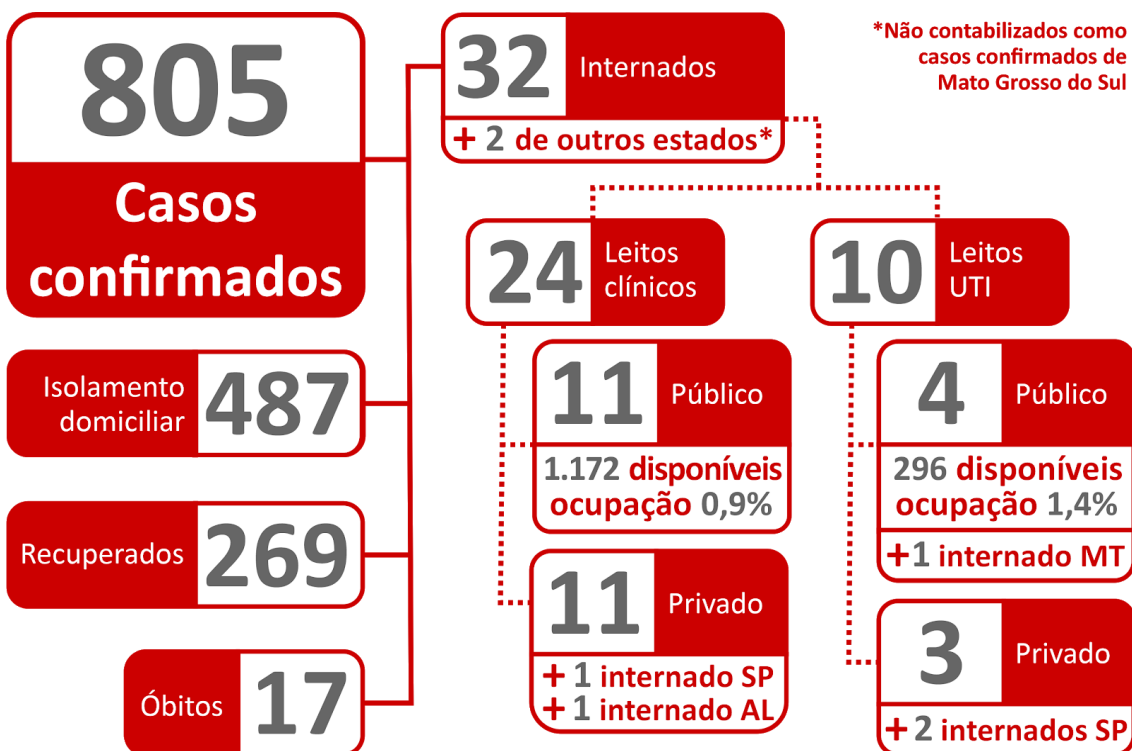 805
Casos
confirmados
Isolamento
domiciliar
487
Recuperados
269
Óbitos
17
32
Internados
+ 2 de outros estados*
*Não contabilizados como
casos confirmados de
Mato Grosso do Sul
24
Leitos
clínicos
11
Público
1.172 disponíveis
ocupação 0,9%
11
Privado
+ 1 internado SP
+ 1 internado AL
10
Leitos
UTI
4
Público
296 disponíveis
ocupação 1,4%
+1 internado MT
3
Privado
+ 2 internados SP